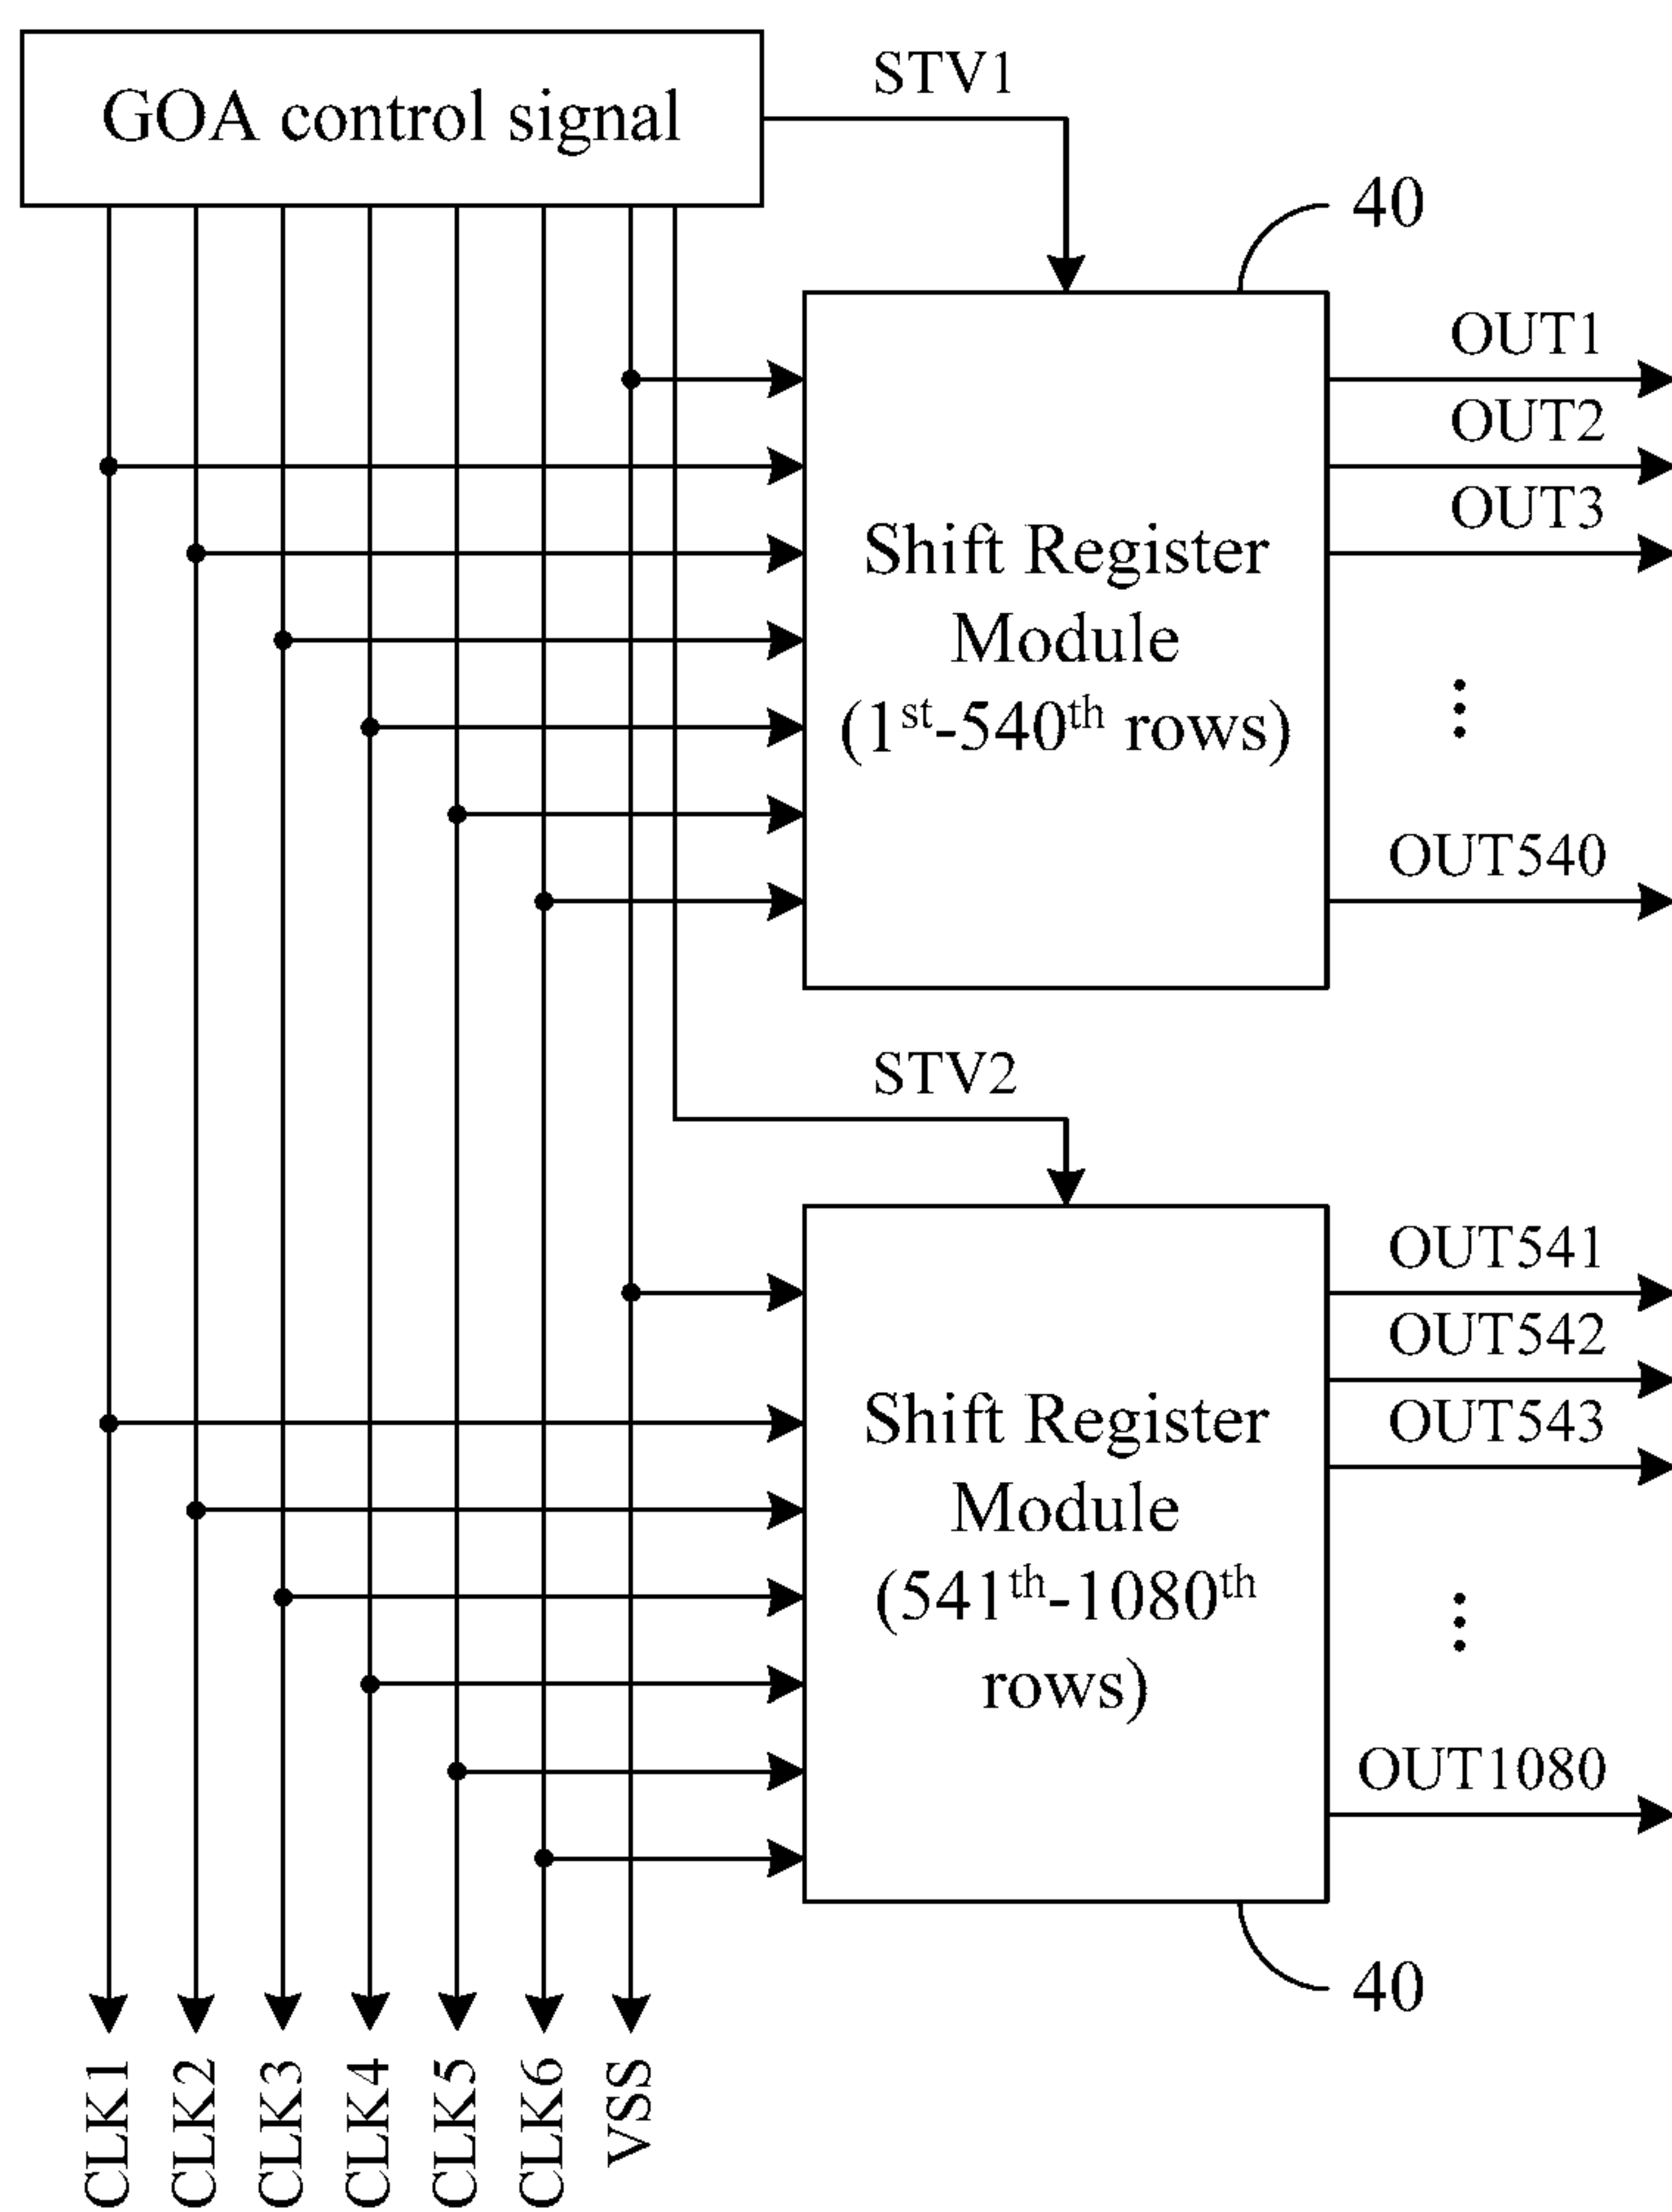 GOA control signal
STV1
40
OUT1
OUT2
OUT3
Shift Register
Module
(1st-540th rows)
⋮
OUT540
STV2
OUT541
OUT542
OUT543
Shift Register
Module
(541th-1080th
rows)
⋮
OUT1080
40
CLK1
CLK2
CLK3
CLK4
CLK5
CLK6
VSS